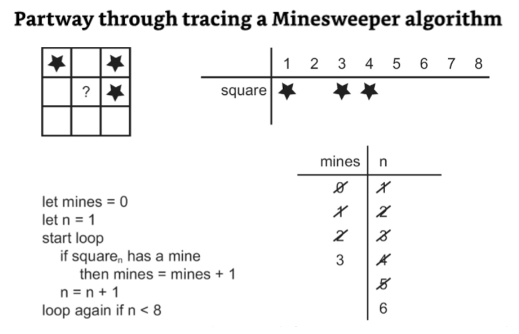 Partway through tracing a Minesweeper algorithm
?
1 2 3 4 5 6 7 8
square
mines n
0 1
1 2
2 3
3 4
5
6
let mines = 0
let n = 1
start loop
if squareₙ has a mine
then mines = mines + 1
n = n + 1
loop again if n < 8